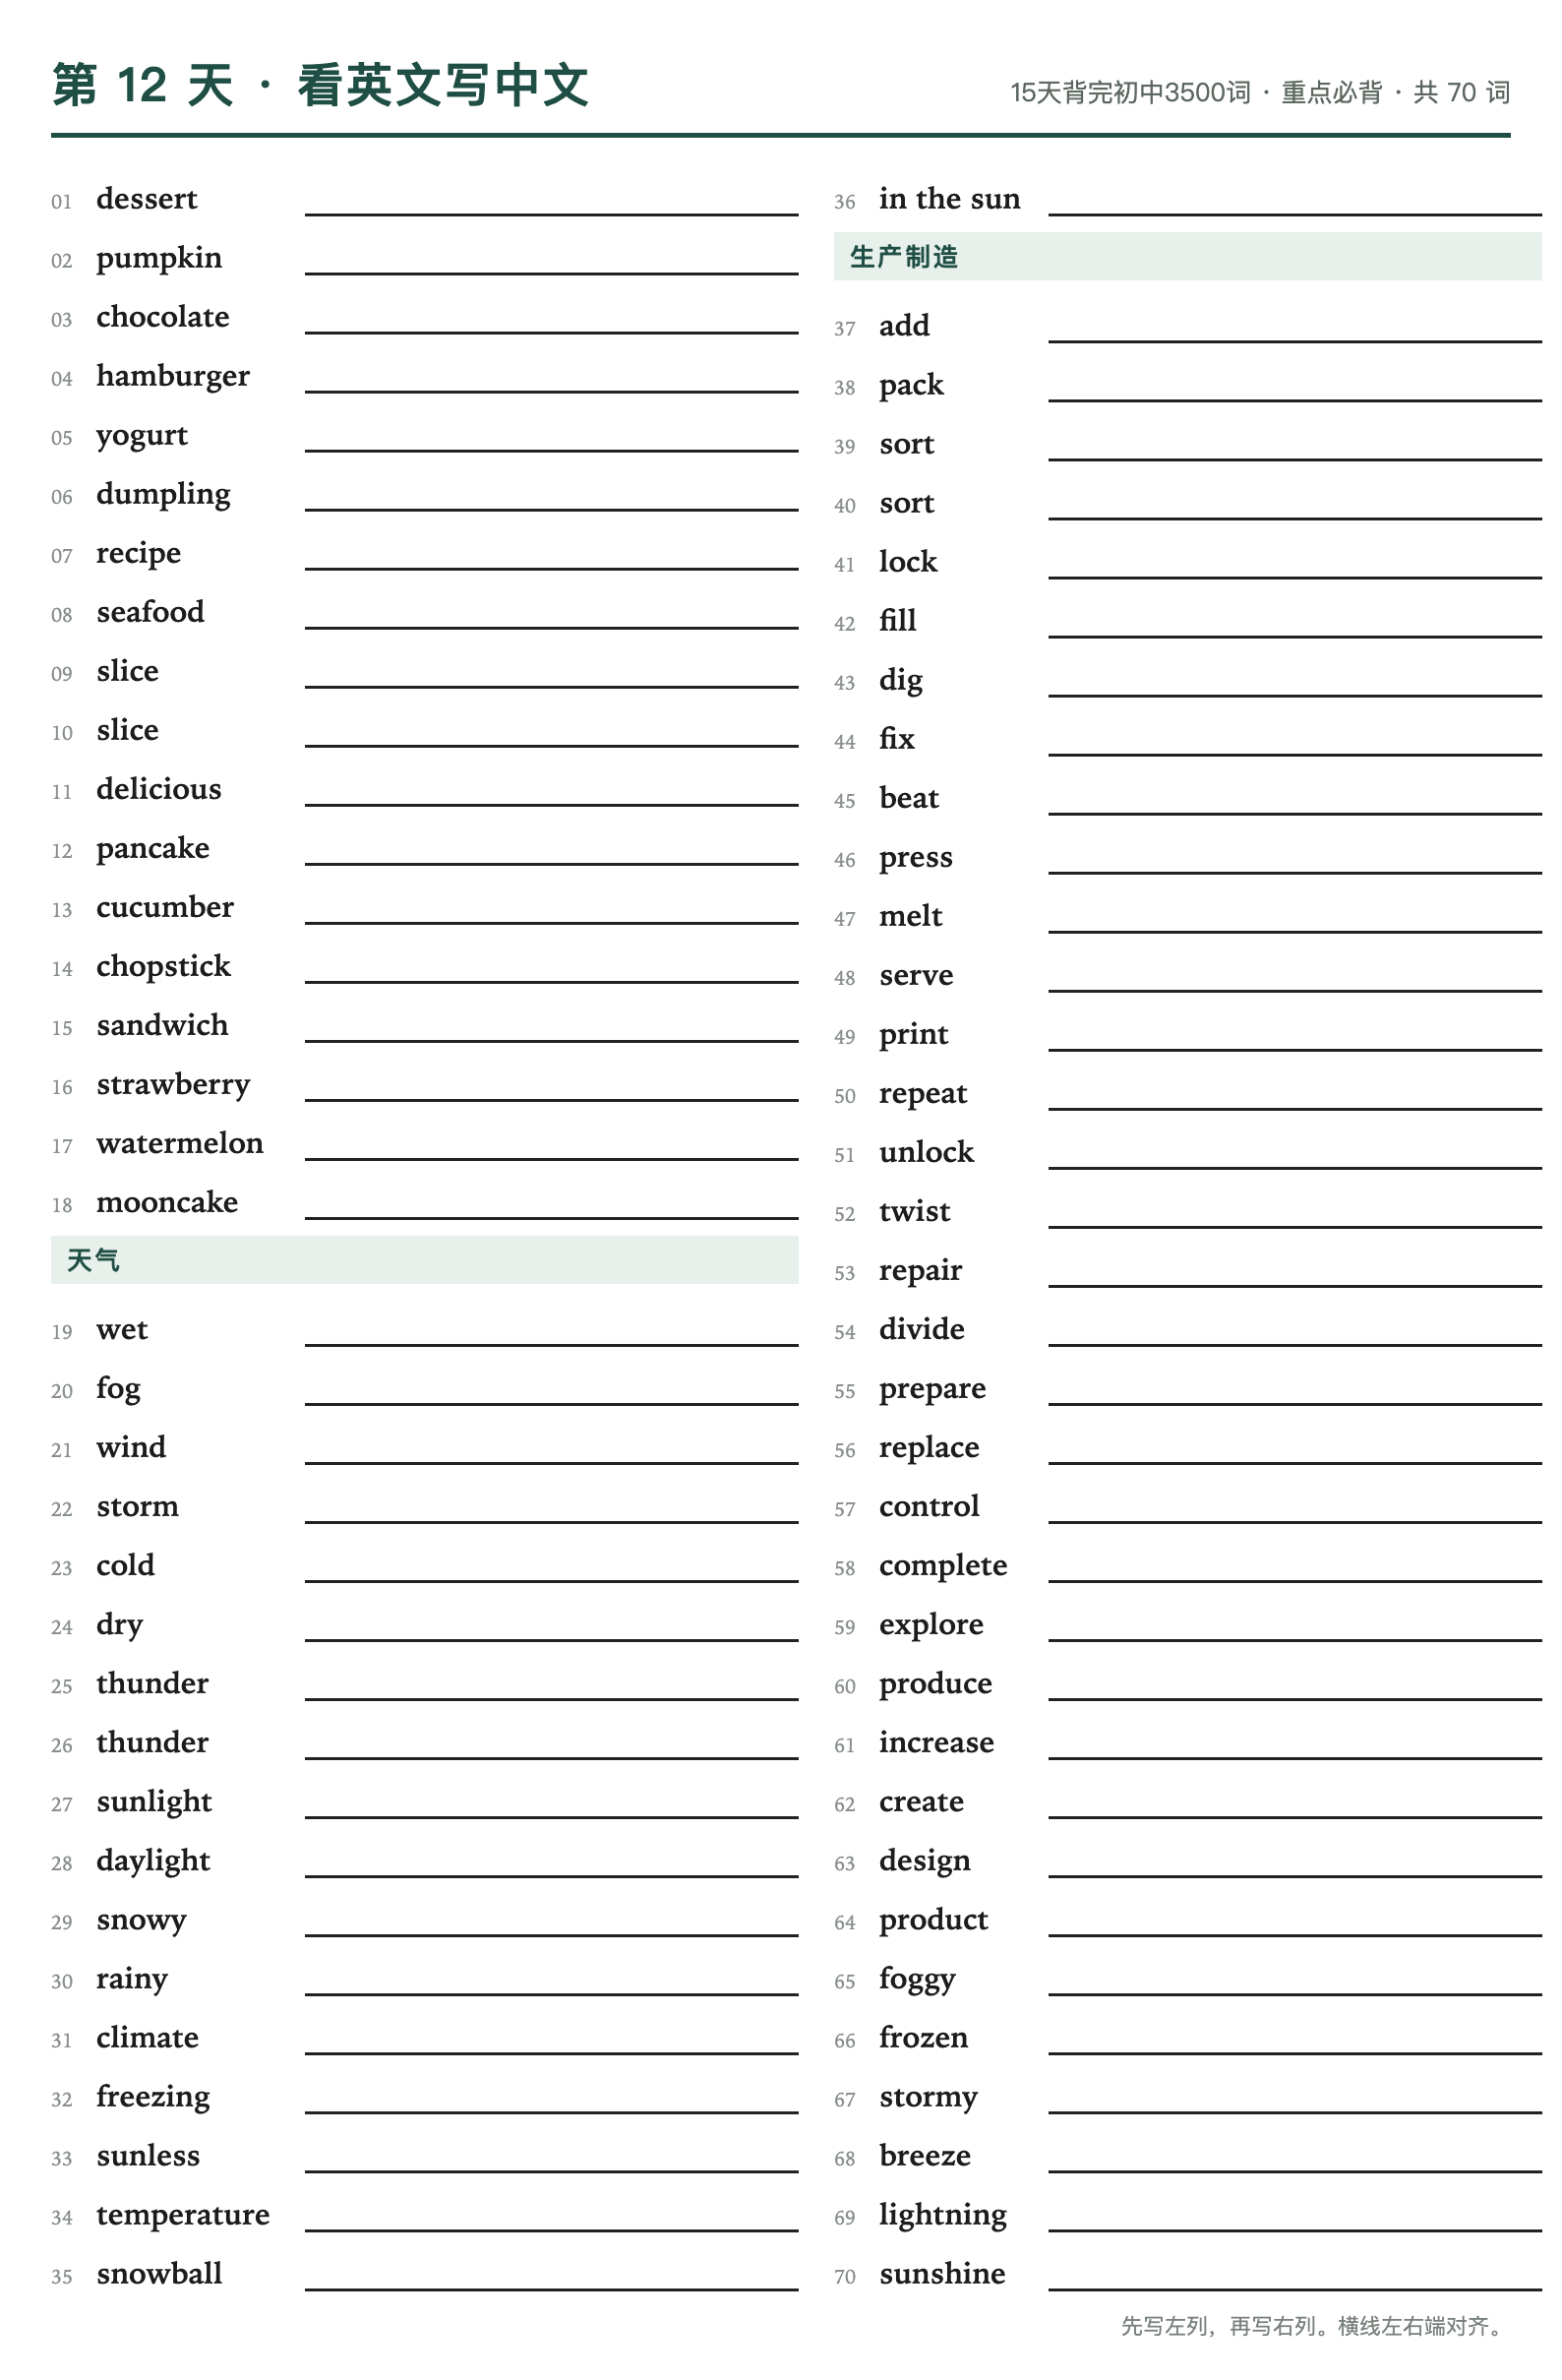 第 12 天 · 看英文写中文
15天背完初中3500词 · 重点必背 · 共 70 词
01 dessert
02 pumpkin
03 chocolate
04 hamburger
05 yogurt
06 dumpling
07 recipe
08 seafood
09 slice
10 slice
11 delicious
12 pancake
13 cucumber
14 chopstick
15 sandwich
16 strawberry
17 watermelon
18 mooncake
天气
19 wet
20 fog
21 wind
22 storm
23 cold
24 dry
25 thunder
26 thunder
27 sunlight
28 daylight
29 snowy
30 rainy
31 climate
32 freezing
33 sunless
34 temperature
35 snowball
36 in the sun
生产制造
37 add
38 pack
39 sort
40 sort
41 lock
42 fill
43 dig
44 fix
45 beat
46 press
47 melt
48 serve
49 print
50 repeat
51 unlock
52 twist
53 repair
54 divide
55 prepare
56 replace
57 control
58 complete
59 explore
60 produce
61 increase
62 create
63 design
64 product
65 foggy
66 frozen
67 stormy
68 breeze
69 lightning
70 sunshine
先写左列，再写右列。横线左右端对齐。